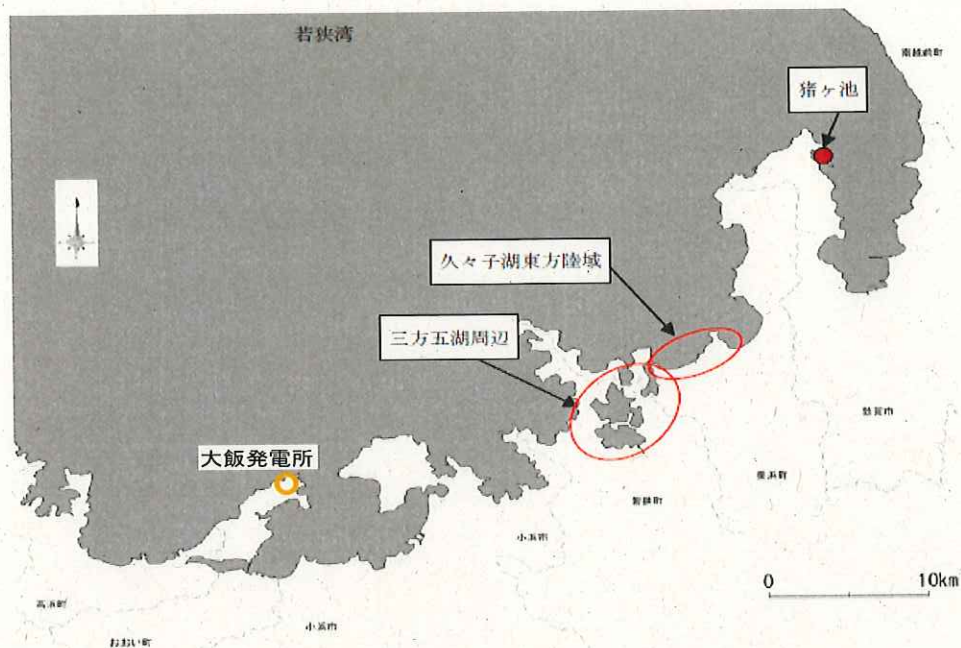 若狭湾
南越前町
猪ヶ池
久々子湖東方陸域
三方五湖周辺
敦賀市
大飯発電所
美浜町
若狭町
小浜市
0 10km
高浜町
小浜市
おおい町